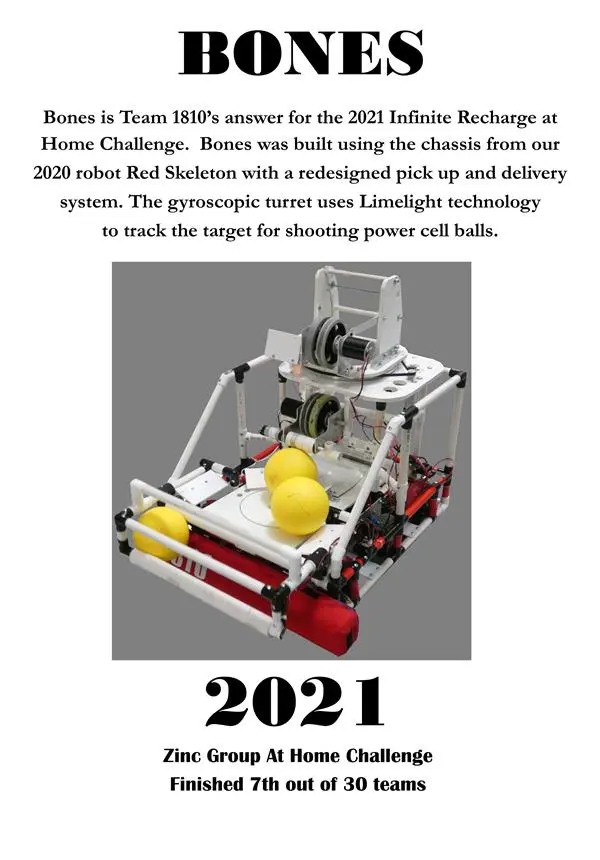 BONES
Bones is Team 1810's answer for the 2021 Infinite Recharge at
Home Challenge.  Bones was built using the chassis from our
2020 robot Red Skeleton with a redesigned pick up and delivery
system. The gyroscopic turret uses Limelight technology
to track the target for shooting power cell balls.
2021
Zinc Group At Home Challenge
Finished 7th out of 30 teams